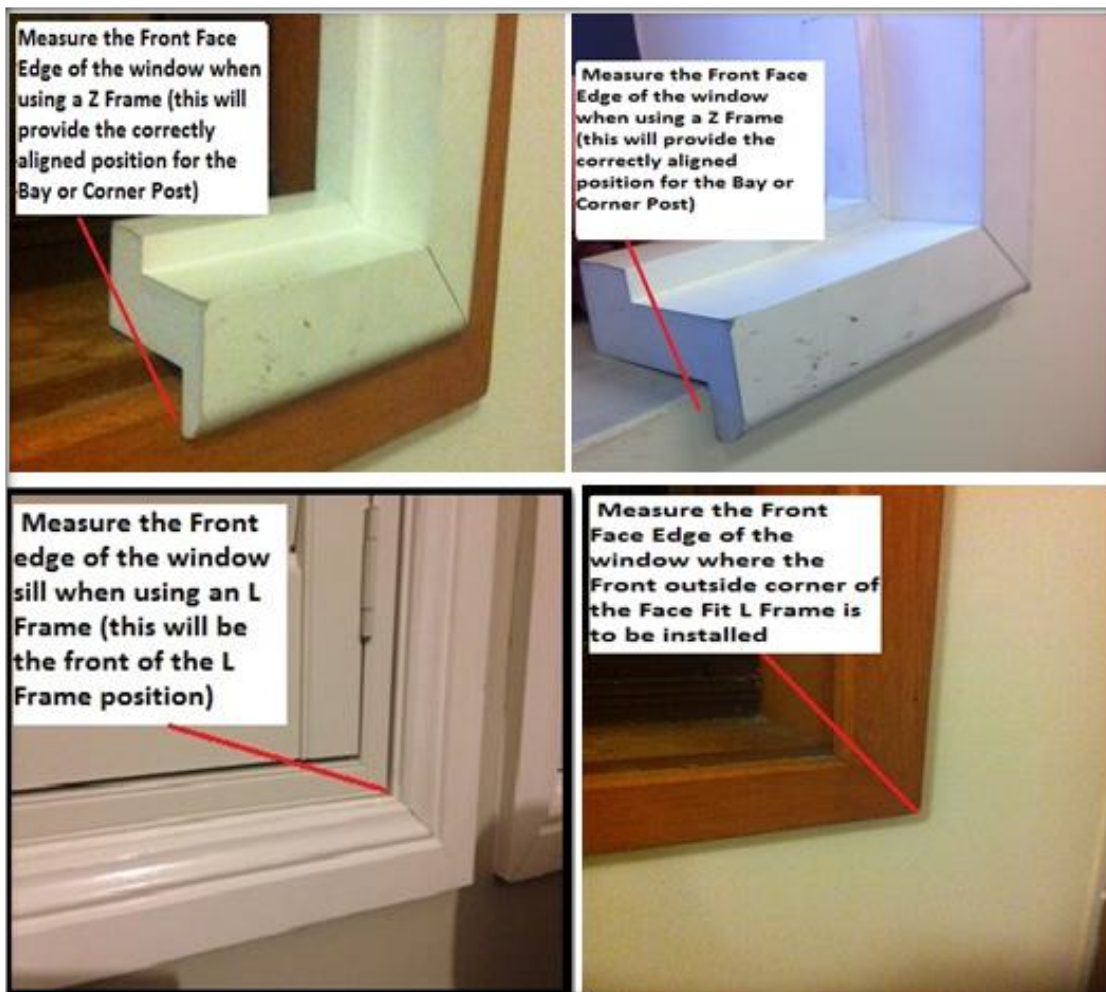 Measure the Front Face
Edge of the window when
using a Z Frame (this will
provide the correctly
aligned position for the
Bay or Corner Post)
Measure the Front Face
Edge of the window
when using a Z Frame
(this will provide the
correctly aligned
position for the Bay or
Corner Post)
Measure the Front
edge of the window
sill when using an L
Frame (this will be
the front of the L
Frame position)
Measure the Front
Face Edge of the
window where the
Front outside corner of
the Face Fit L Frame is
to be installed